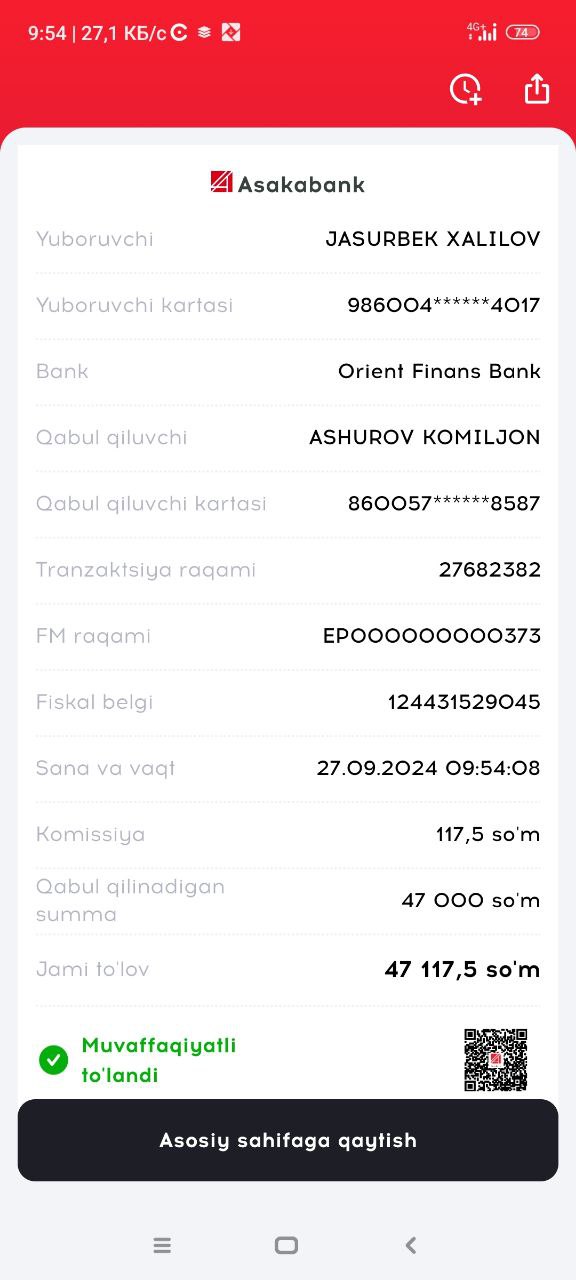 9:54 | 27,1 КБ/с
4G+
74
Asakabank
Yuboruvchi JASURBEK XALILOV
Yuboruvchi kartasi 986004******4017
Bank Orient Finans Bank
Qabul qiluvchi ASHUROV KOMILJON
Qabul qiluvchi kartasi 860057******8587
Tranzaktsiya raqami 27682382
FM raqami EP000000000373
Fiskal belgi 124431529045
Sana va vaqt 27.09.2024 09:54:08
Komissiya 117,5 so'm
Qabul qilinadigan
summa 47 000 so'm
Jami to'lov 47 117,5 so'm
Muvaffaqiyatli
to'landi
Asosiy sahifaga qaytish